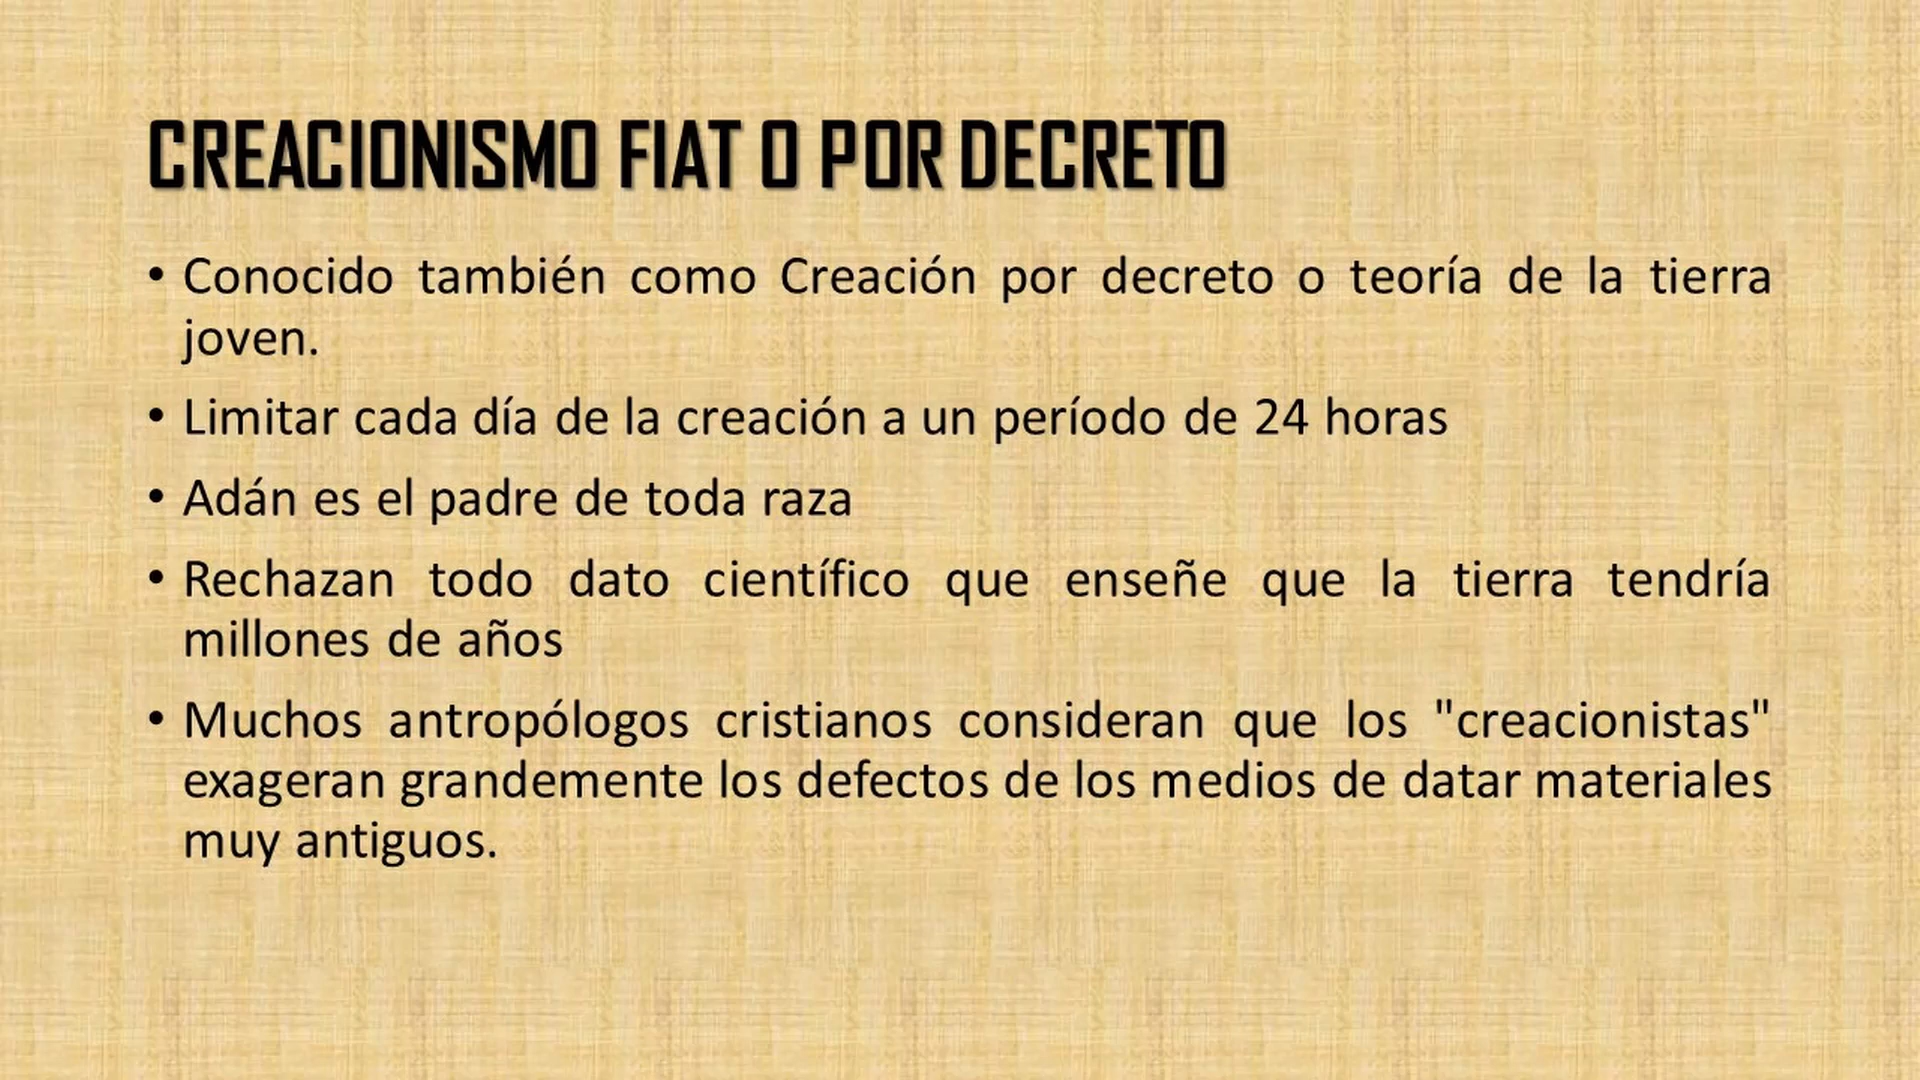 CREACIONISMO FIAT O POR DECRETO
• Conocido también como Creación por decreto o teoría de la tierra
joven.
• Limitar cada día de la creación a un período de 24 horas
• Adán es el padre de toda raza
• Rechazan todo dato científico que enseñe que la tierra tendría
millones de años
• Muchos antropólogos cristianos consideran que los "creacionistas"
exageran grandemente los defectos de los medios de datar materiales
muy antiguos.